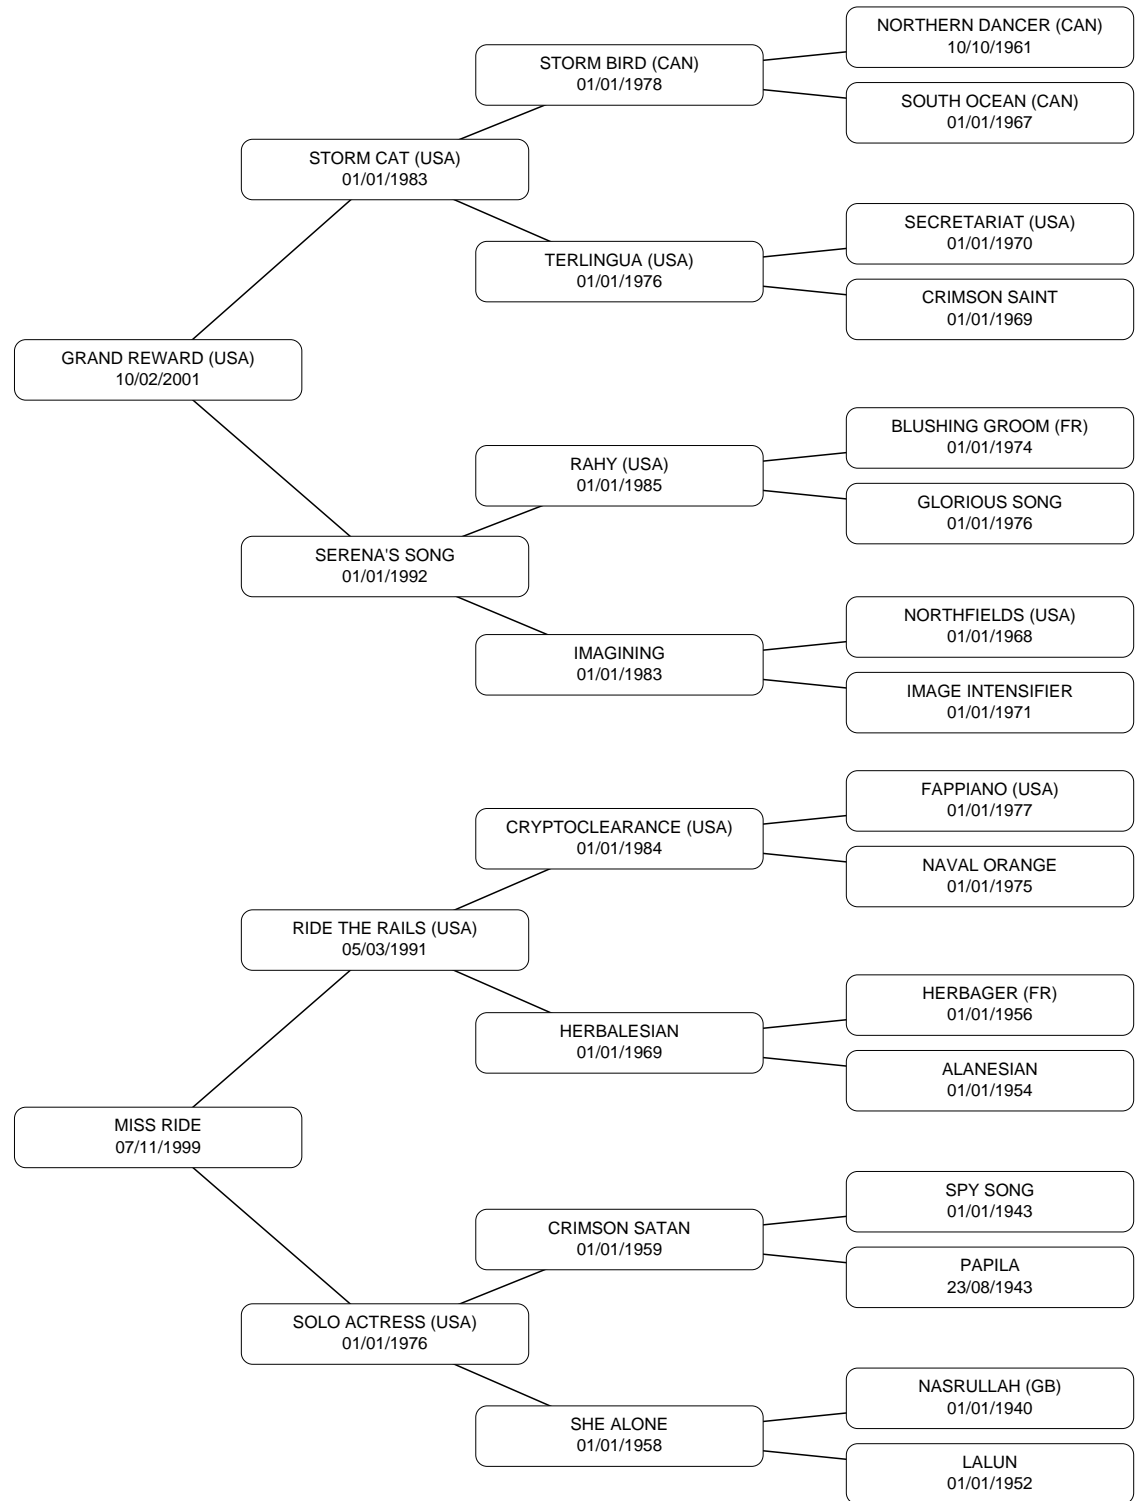 NORTHERN DANCER (CAN)
10/10/1961
STORM BIRD (CAN)
01/01/1978
SOUTH OCEAN (CAN)
01/01/1967
STORM CAT (USA)
01/01/1983
SECRETARIAT (USA)
01/01/1970
TERLINGUA (USA)
01/01/1976
CRIMSON SAINT
01/01/1969
GRAND REWARD (USA)
10/02/2001
BLUSHING GROOM (FR)
01/01/1974
RAHY (USA)
01/01/1985
GLORIOUS SONG
01/01/1976
SERENA'S SONG
01/01/1992
NORTHFIELDS (USA)
01/01/1968
IMAGINING
01/01/1983
IMAGE INTENSIFIER
01/01/1971
FAPPIANO (USA)
01/01/1977
CRYPTOCLEARANCE (USA)
01/01/1984
NAVAL ORANGE
01/01/1975
RIDE THE RAILS (USA)
05/03/1991
HERBAGER (FR)
01/01/1956
HERBALESIAN
01/01/1969
ALANESIAN
01/01/1954
MISS RIDE
07/11/1999
SPY SONG
01/01/1943
CRIMSON SATAN
01/01/1959
PAPILA
23/08/1943
SOLO ACTRESS (USA)
01/01/1976
NASRULLAH (GB)
01/01/1940
SHE ALONE
01/01/1958
LALUN
01/01/1952